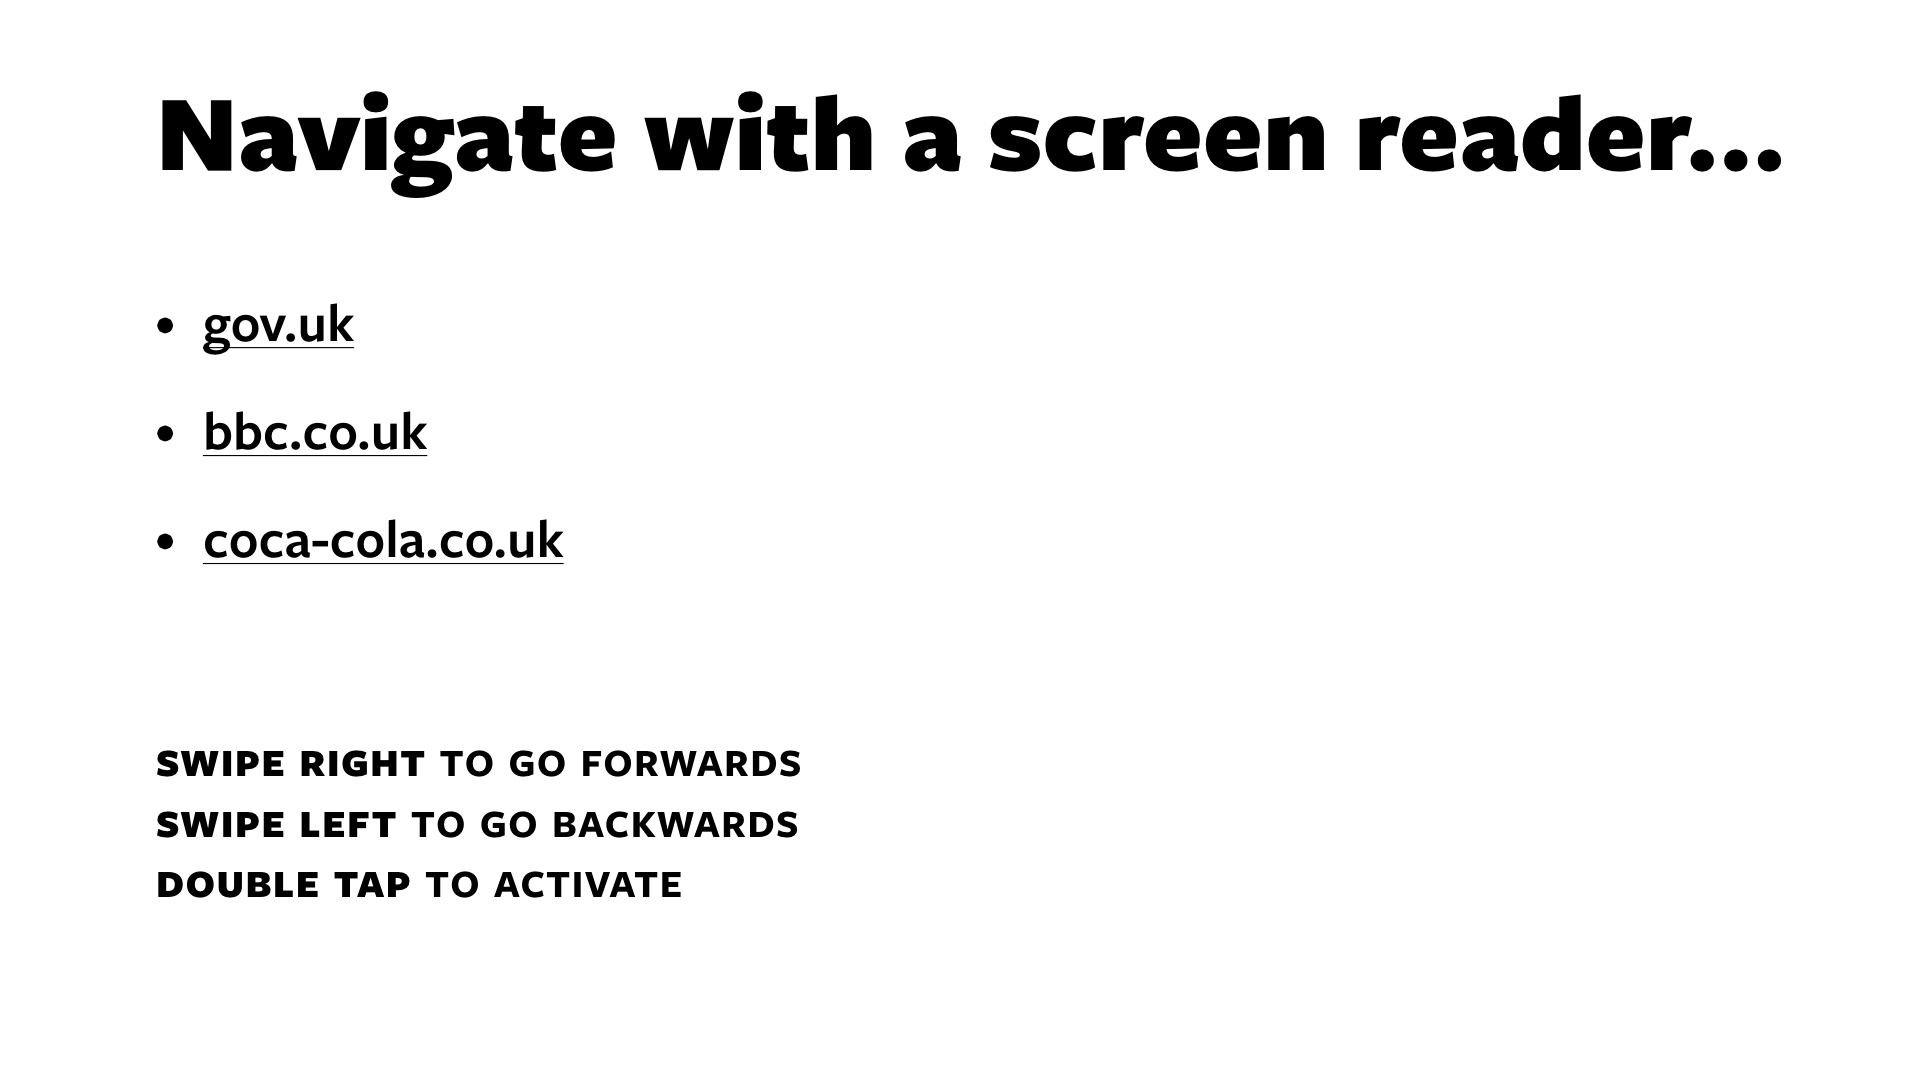 Navigate with a screen reader...
• gov.uk
• bbc.co.uk
• coca-cola.co.uk
SWIPE RIGHT TO GO FORWARDS
SWIPE LEFT TO GO BACKWARDS
DOUBLE TAP TO ACTIVATE